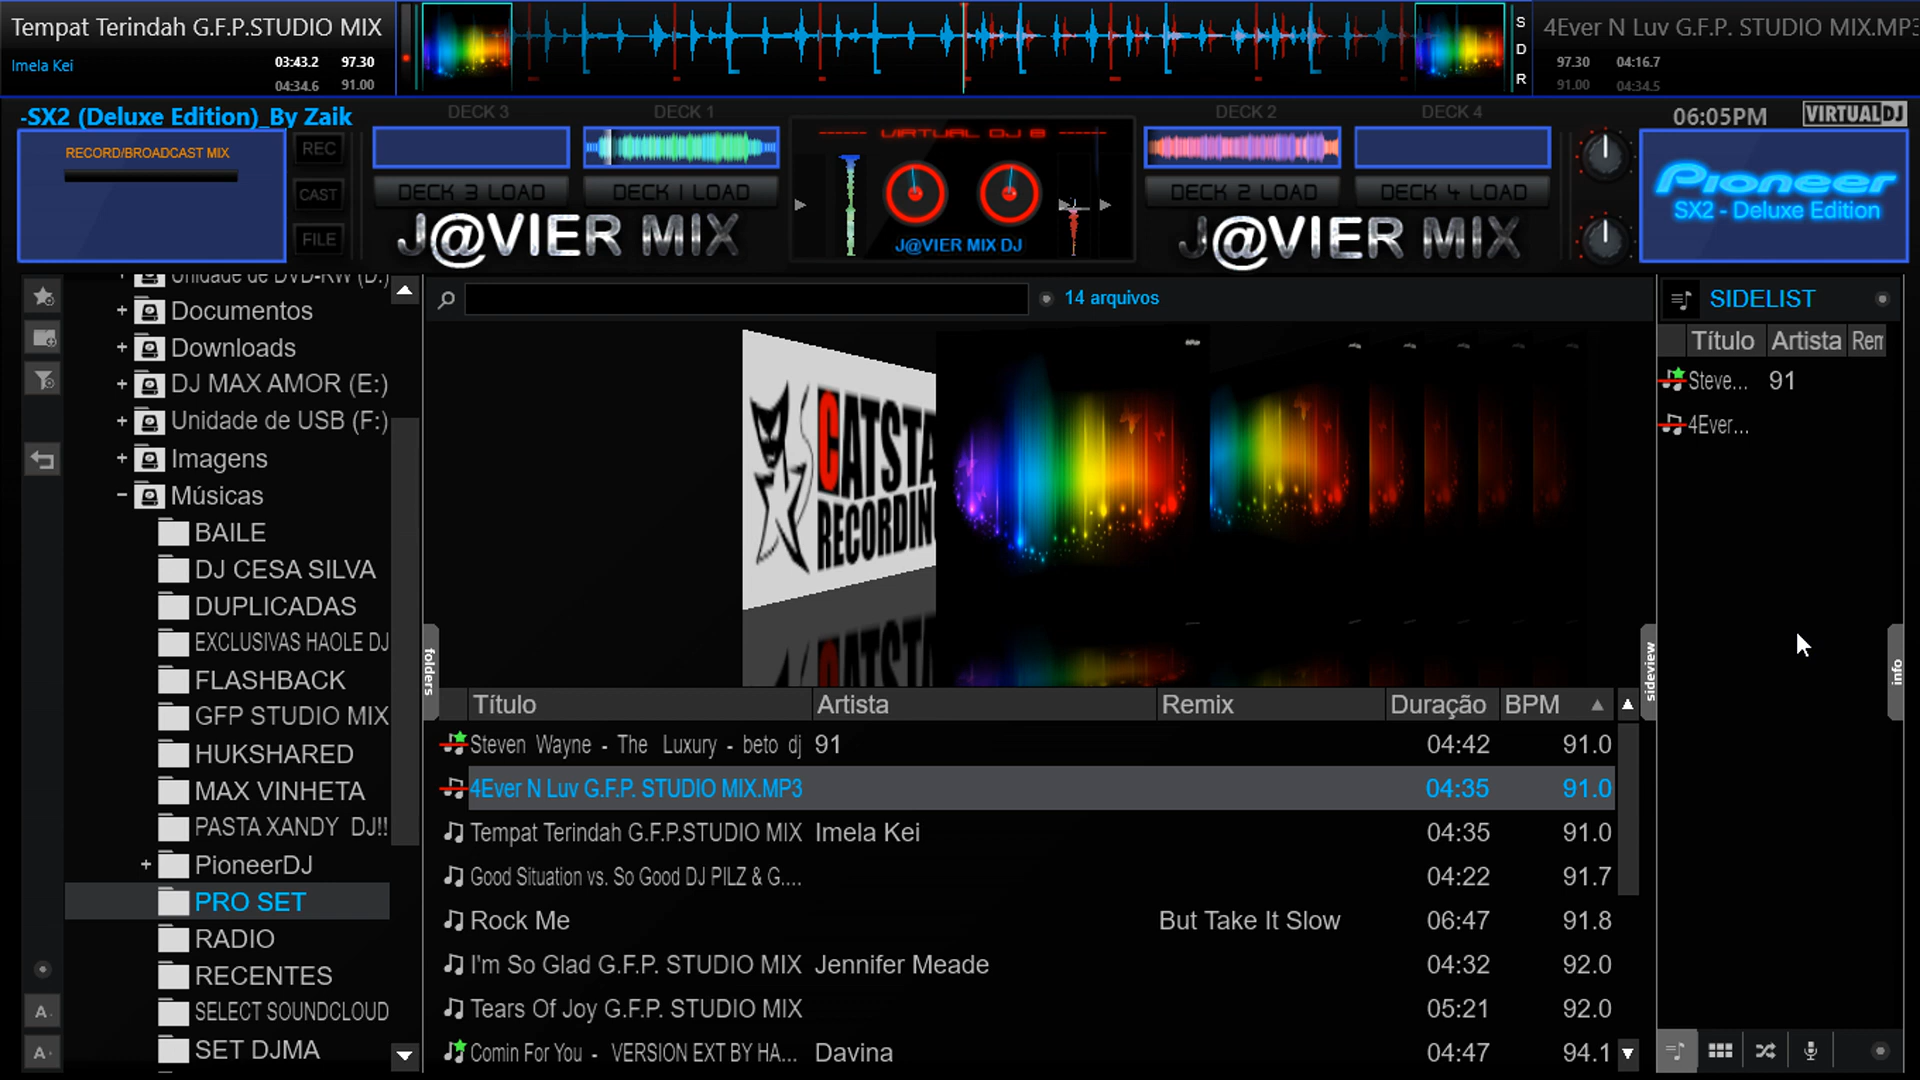 Tempat Terindah G.F.P.STUDIO MIX
Imela Kei
03:43.2 97.30
04:34.6 91.00
S
D
R
4Ever N Luv G.F.P. STUDIO MIX.MP3
97.30 04:16.7
91.00 04:34.5
-SX2 (Deluxe Edition)_By Zaik
RECORD/BROADCAST MIX
REC
CAST
FILE
DECK 3
DECK 1
DECK 3 LOAD
DECK 1 LOAD
J@VIER MIX
VIRTUAL DJ 8
J@VIER MIX DJ
DECK 2
DECK 4
DECK 2 LOAD
DECK 4 LOAD
J@VIER MIX
06:05PM
VIRTUALDJ
Pioneer
SX2 - Deluxe Edition
Unidade de DVD-RW (D:)
Documentos
Downloads
DJ MAX AMOR (E:)
Unidade de USB (F:)
Imagens
Músicas
BAILE
DJ CESA SILVA
DUPLICADAS
EXCLUSIVAS HAOLE DJ
FLASHBACK
GFP STUDIO MIX
HUKSHARED
MAX VINHETA
PASTA XANDY DJ!!
PioneerDJ
PRO SET
RADIO
RECENTES
SELECT SOUNDCLOUD
SET DJMA
A-
A+
folders
14 arquivos
CATSTA
RECORDIN
CATSTA
Título Artista Remix Duração BPM
Steven Wayne - The Luxury - beto dj 91 04:42 91.0
4Ever N Luv G.F.P. STUDIO MIX.MP3 04:35 91.0
Tempat Terindah G.F.P.STUDIO MIX Imela Kei 04:35 91.0
Good Situation vs. So Good DJ PILZ & G.... 04:22 91.7
Rock Me But Take It Slow 06:47 91.8
I'm So Glad G.F.P. STUDIO MIX Jennifer Meade 04:32 92.0
Tears Of Joy G.F.P. STUDIO MIX 05:21 92.0
Comin For You - VERSION EXT BY HA... Davina 04:47 94.1
sideview
SIDELIST
Título Artista Rem
Steve... 91
4Ever...
info